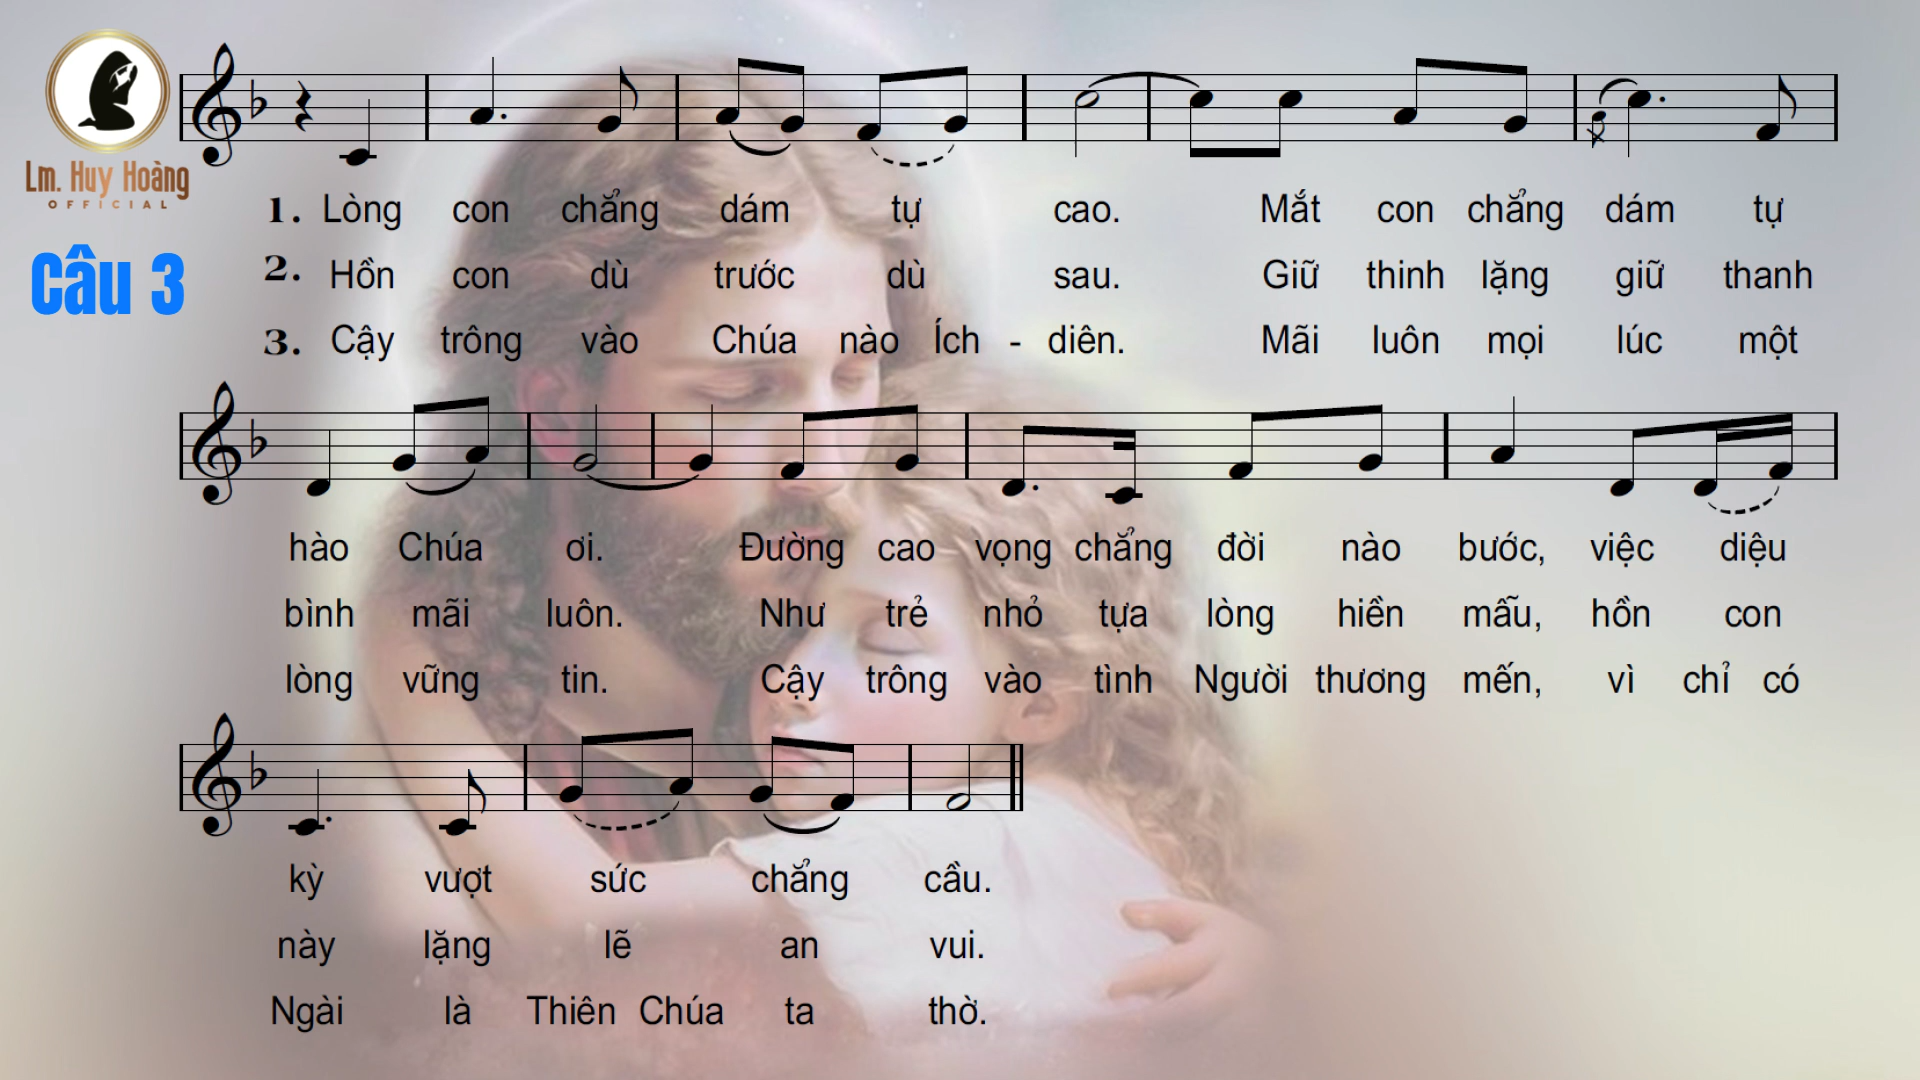 Lm. Huy Hoàng
OFFICIAL
Câu 3
1. Lòng con chẳng dám tự cao. Mắt con chẳng dám tự
2. Hồn con dù trước dù sau. Giữ thinh lặng giữ thanh
3. Cậy trông vào Chúa nào Ích - diên. Mãi luôn mọi lúc một
hào Chúa ơi. Đường cao vọng chẳng đời nào bước, việc diệu
bình mãi luôn. Như trẻ nhỏ tựa lòng hiền mẫu, hồn con
lòng vững tin. Cậy trông vào tình Người thương mến, vì chỉ có
kỳ vượt sức chẳng cầu.
này lặng lẽ an vui.
Ngài là Thiên Chúa ta thờ.